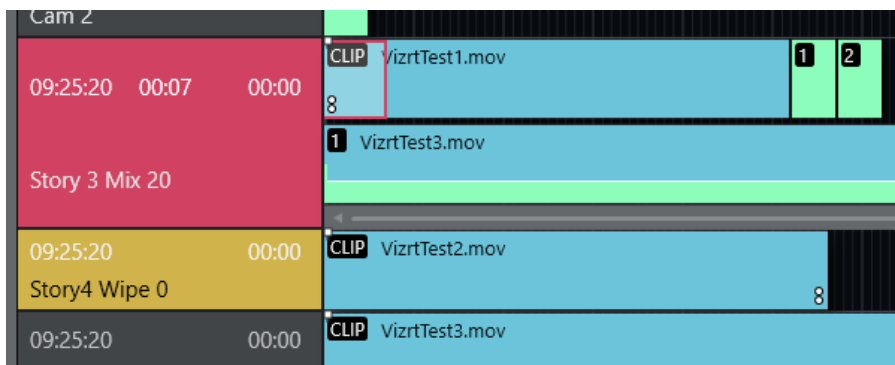 Cam 2
CLIP VizrtTest1.mov 1 2
09:25:20 00:07 00:00
8
1 VizrtTest3.mov
Story 3 Mix 20
09:25:20 00:00 CLIP VizrtTest2.mov
Story4 Wipe 0 8
CLIP VizrtTest3.mov
09:25:20 00:00